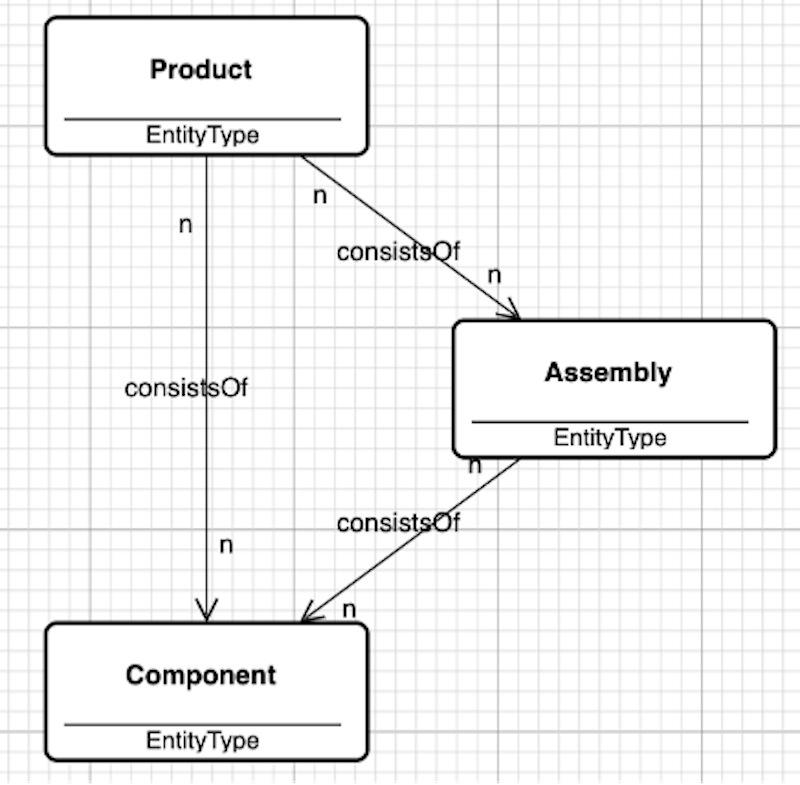 Product
EntityType
n
n
consistsOf
n
Assembly
EntityType
consistsOf
n
consistsOf
n
n
Component
EntityType